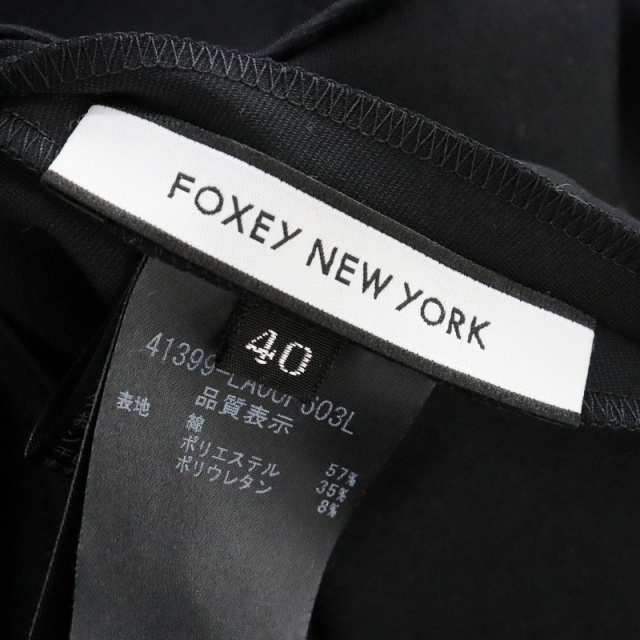 FOXEY NEW YORK
40
41399
品質表示
表地 綿 57%
ポリエステル 35%
ポリウレタン 8%